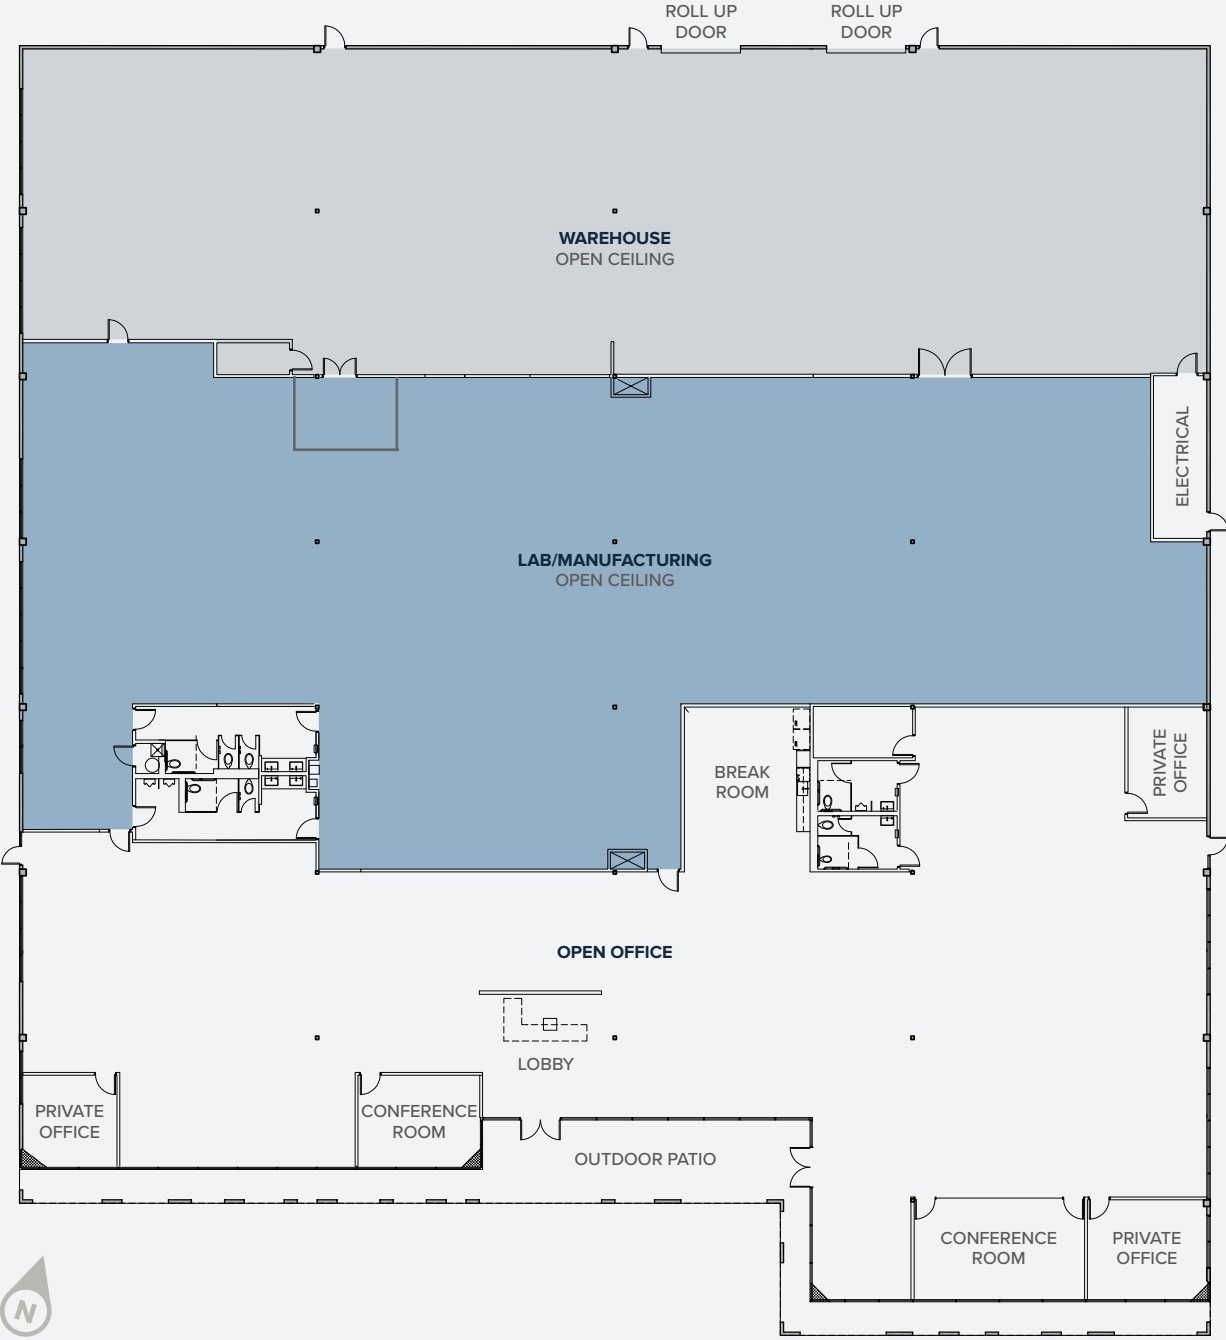 ROLL UP
DOOR
ROLL UP
DOOR
WAREHOUSE
OPEN CEILING
ELECTRICAL
LAB/MANUFACTURING
OPEN CEILING
BREAK
ROOM
PRIVATE
OFFICE
OPEN OFFICE
LOBBY
PRIVATE
OFFICE
CONFERENCE
ROOM
OUTDOOR PATIO
CONFERENCE
ROOM
PRIVATE
OFFICE
N